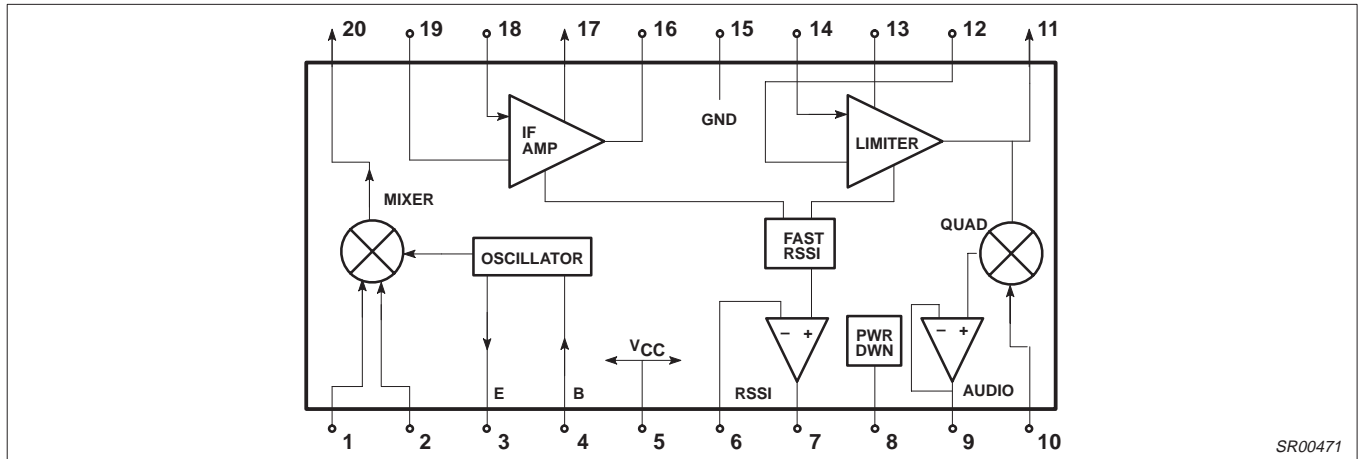 20 19 18 17 16 15 14 13 12 11
IF
AMP
GND
LIMITER
MIXER
QUAD
FAST
RSSI
OSCILLATOR
VCC
– +
PWR
DWN
– +
E B RSSI AUDIO
1 2 3 4 5 6 7 8 9 10
SR00471